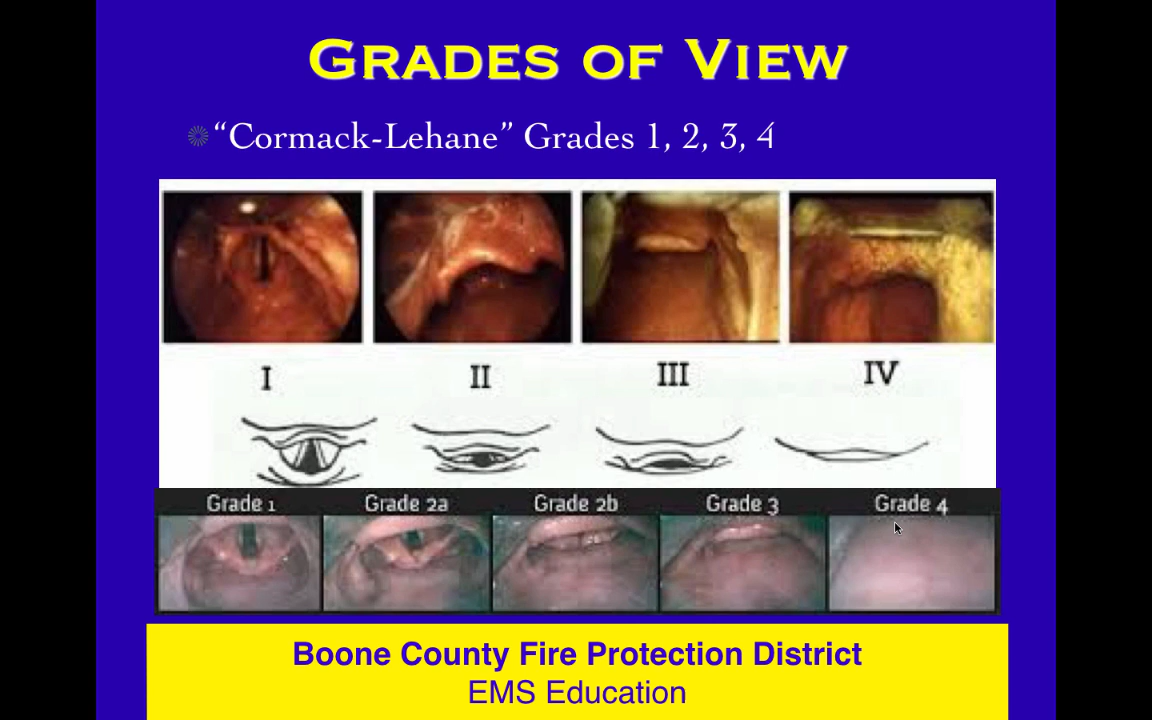 GRADES OF VIEW
“Cormack-Lehane” Grades 1, 2, 3, 4
I II III IV
Grade 1 Grade 2a Grade 2b Grade 3 Grade 4
Boone County Fire Protection District
EMS Education